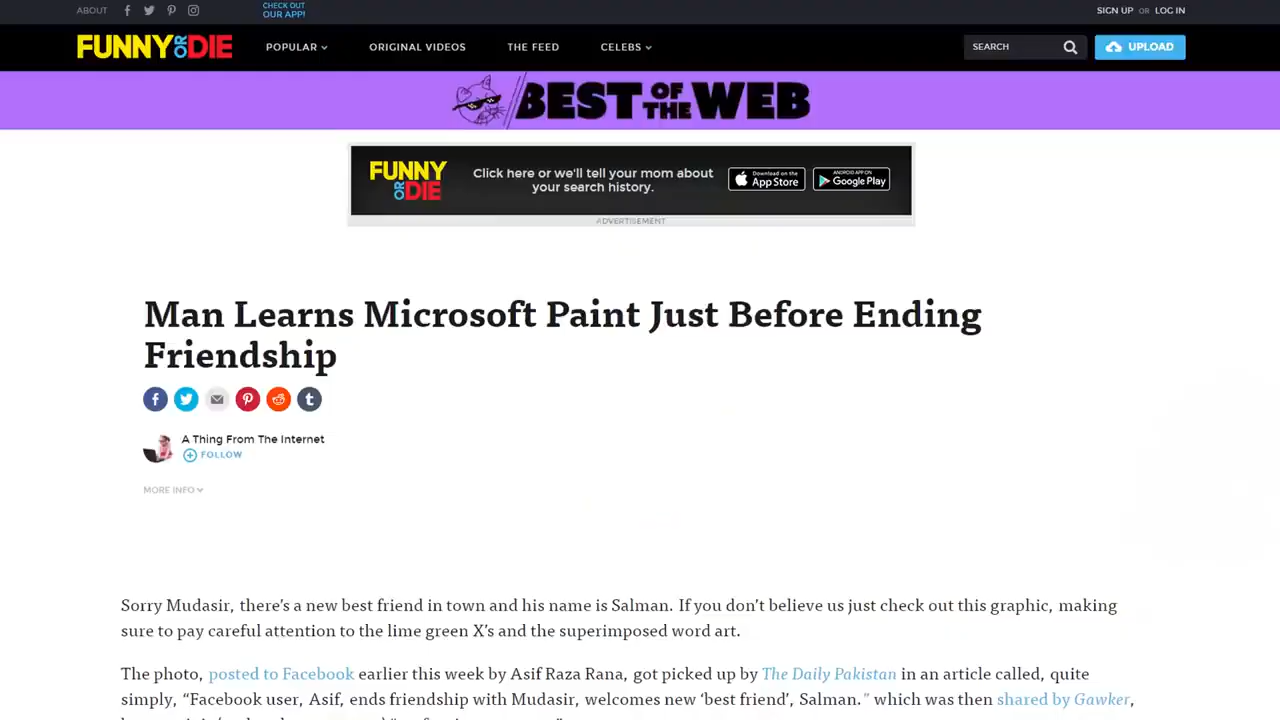 ABOUT
CHECK OUT
OUR APP!
SIGN UP OR LOG IN
FUNNY OR DIE
POPULAR
ORIGINAL VIDEOS
THE FEED
CELEBS
SEARCH
UPLOAD
BEST OF THE WEB
FUNNY OR DIE
Click here or we'll tell your mom about
your search history.
Download on the
App Store
ANDROID APP ON
Google Play
ADVERTISEMENT
Man Learns Microsoft Paint Just Before Ending
Friendship
A Thing From The Internet
FOLLOW
MORE INFO
Sorry Mudasir, there's a new best friend in town and his name is Salman. If you don't believe us just check out this graphic, making
sure to pay careful attention to the lime green X's and the superimposed word art.
The photo, posted to Facebook earlier this week by Asif Raza Rana, got picked up by The Daily Pakistan in an article called, quite
simply, “Facebook user, Asif, ends friendship with Mudasir, welcomes new ‘best friend’, Salman.” which was then shared by Gawker,